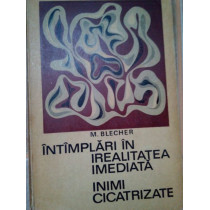 M. BLECHER
ÎNTÎMPLĂRI ÎN
IREALITATEA
IMEDIATĂ
INIMI
CICATRIZATE